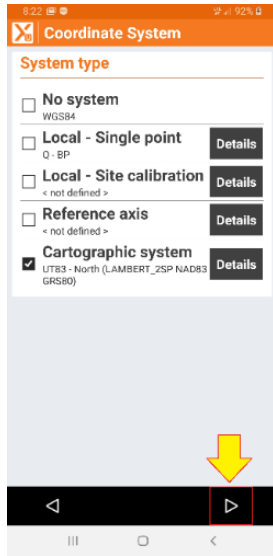 8:22 92%
Coordinate System
System type
No system
WGS84
Local - Single point
Q - BP
Details
Local - Site calibration
< not defined >
Details
Reference axis
< not defined >
Details
Cartographic system
UT83 - North (LAMBERT_2SP NAD83
GRS80)
Details